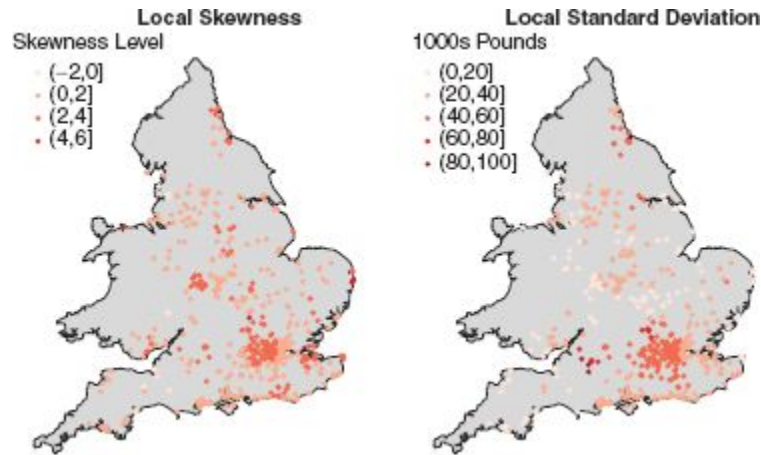 Local Skewness
Skewness Level
(−2,0]
(0,2]
(2,4]
(4,6]
Local Standard Deviation
1000s Pounds
(0,20]
(20,40]
(40,60]
(60,80]
(80,100]